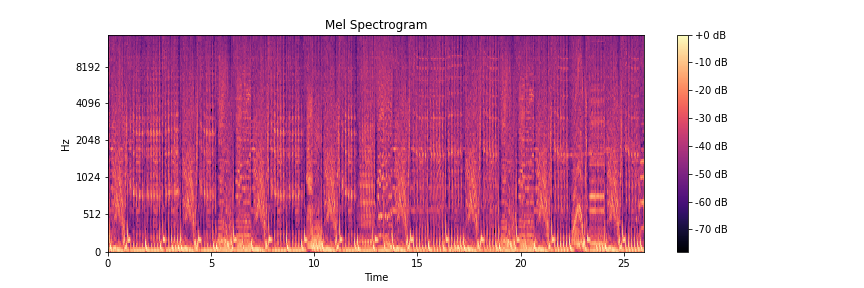 Mel Spectrogram
+0 dB
8192
-10 dB
4096
-20 dB
-30 dB
2048
Hz
-40 dB
1024
-50 dB
512
-60 dB
-70 dB
0
0 5 10 15 20 25
Time